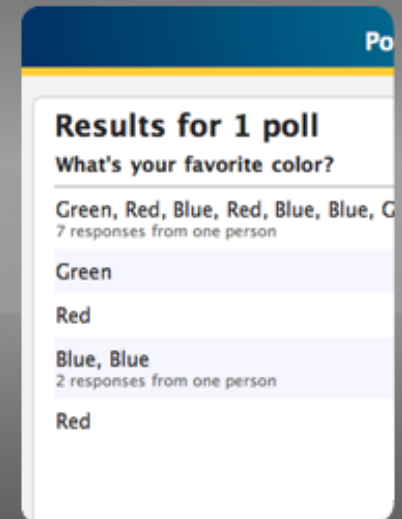 Po
Results for 1 poll
What's your favorite color?
Green, Red, Blue, Red, Blue, Blue, G
7 responses from one person
Green
Red
Blue, Blue
2 responses from one person
Red